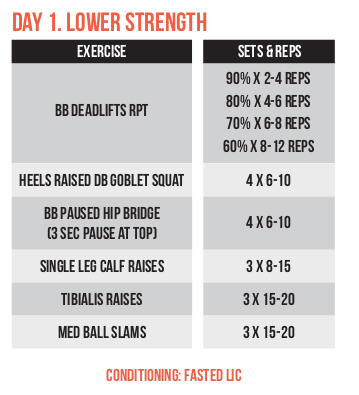 DAY 1. LOWER STRENGTH
EXERCISE
SETS & REPS
BB DEADLIFTS RPT
90% X 2-4 REPS
80% X 4-6 REPS
70% X 6-8 REPS
60% X 8-12 REPS
HEELS RAISED DB GOBLET SQUAT
4 X 6-10
BB PAUSED HIP BRIDGE
(3 SEC PAUSE AT TOP)
4 X 6-10
SINGLE LEG CALF RAISES
3 X 8-15
TIBIALIS RAISES
3 X 15-20
MED BALL SLAMS
3 X 15-20
CONDITIONING: FASTED LIC